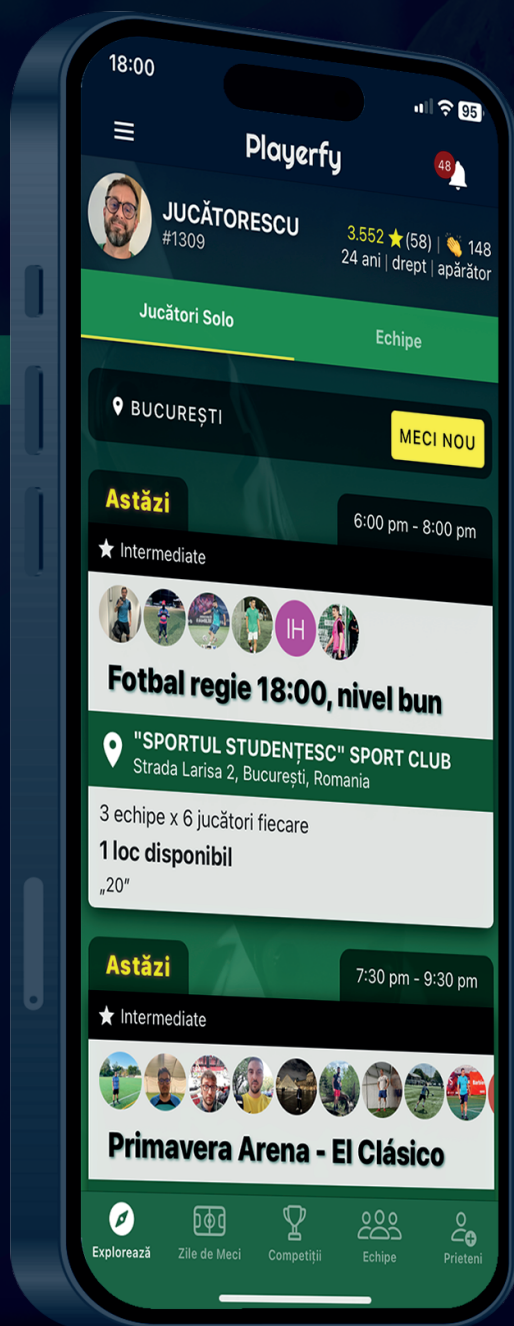 18:00
95
Playerfy
48
JUCĂTORESCU
#1309
3.552 (58) | 148
24 ani | drept | apărător
Jucători Solo
Echipe
BUCUREȘTI
MECI NOU
Astăzi
6:00 pm - 8:00 pm
Intermediate
IH
Fotbal regie 18:00, nivel bun
"SPORTUL STUDENȚESC" SPORT CLUB
Strada Larisa 2, București, Romania
3 echipe x 6 jucători fiecare
1 loc disponibil
„20”
Astăzi
7:30 pm - 9:30 pm
Intermediate
Primavera Arena - El Clásico
Explorează
Zile de Meci
Competiții
Echipe
Prieteni